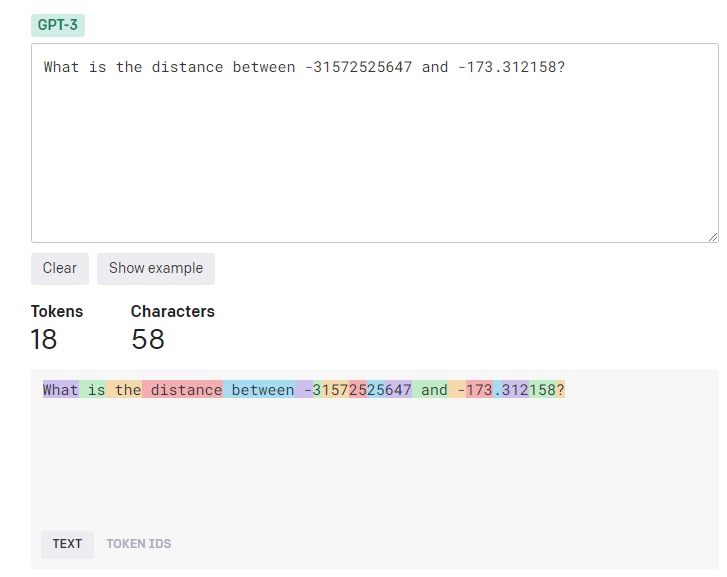 GPT-3
What is the distance between -31572525647 and -173.312158?
Clear Show example
Tokens Characters
18 58
What is the distance between -31572525647 and -173.312158?
TEXT TOKEN IDS